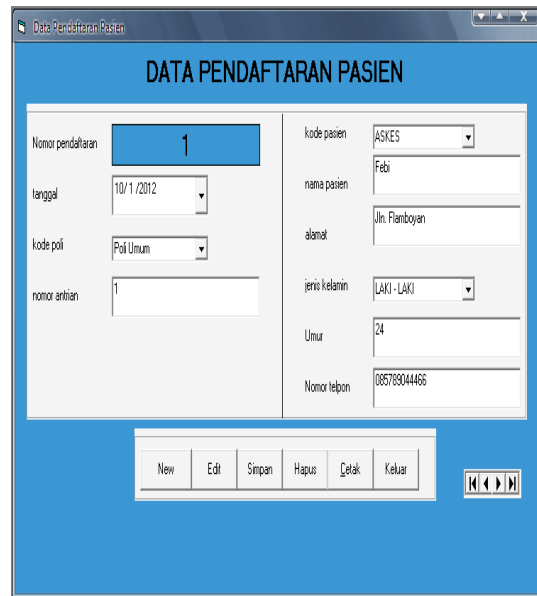 Data Pendaftaran Pasien
DATA PENDAFTARAN PASIEN
Nomor pendaftaran
1
tanggal
10/ 1 /2012
kode poli
Poli Umum
nomor antrian
1
kode pasien
ASKES
nama pasien
Febi
alamat
Jln. Flamboyan
jenis kelamin
LAKI - LAKI
Umur
24
Nomor telpon
085789044466
New Edit Simpan Hapus Cetak Keluar